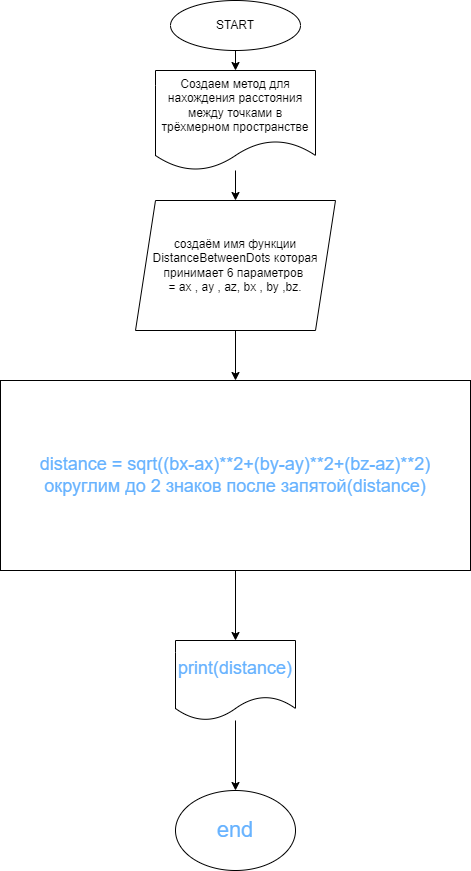 START
Создаем метод для
нахождения расстояния
между точками в
трёхмерном пространстве
создаём имя функции
DistanceBetweenDots которая
принимает 6 параметров
= ax , ay , az, bx , by ,bz.
distance = sqrt((bx-ax)**2+(by-ay)**2+(bz-az)**2)
округлим до 2 знаков после запятой(distance)
print(distance)
end